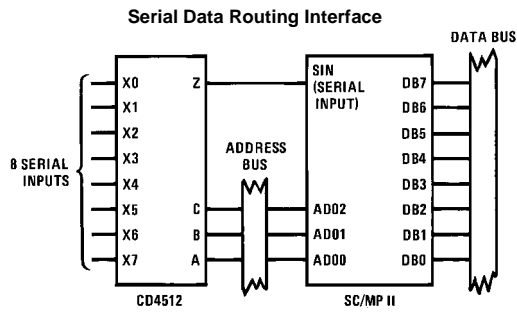 Serial Data Routing Interface
DATA BUS
8 SERIAL
INPUTS
X0
X1
X2
X3
X4
X5
X6
X7
Z
C
B
A
CD4512
ADDRESS
BUS
SIN
(SERIAL
INPUT)
AD02
AD01
AD00
DB7
DB6
DB5
DB4
DB3
DB2
DB1
DB0
SC/MP II